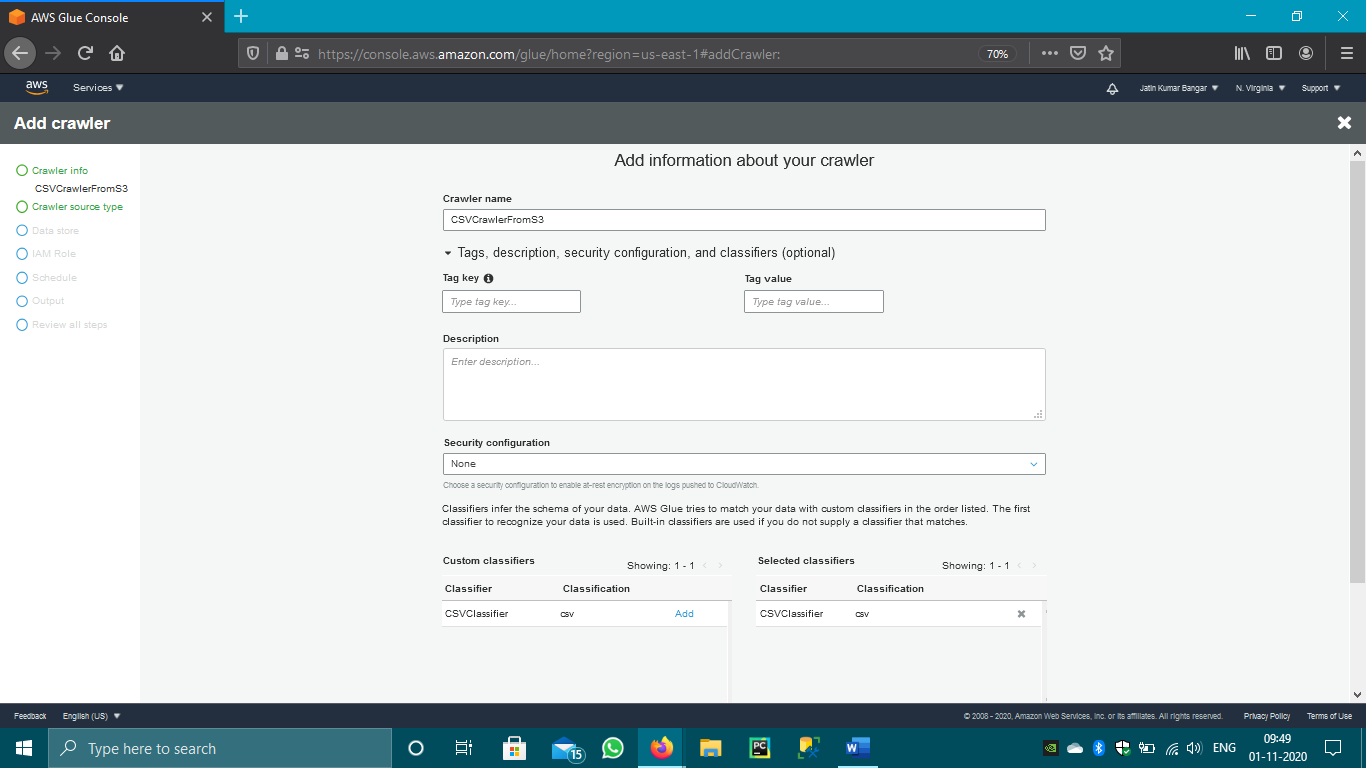 AWS Glue Console
https://console.aws.amazon.com/glue/home?region=us-east-1#addCrawler:
70%
aws
Services
Jatin Kumar Bangar
N. Virginia
Support
Add crawler
Crawler info
CSVCrawlerFromS3
Crawler source type
Data store
IAM Role
Schedule
Output
Review all steps
Add information about your crawler
Crawler name
CSVCrawlerFromS3
Tags, description, security configuration, and classifiers (optional)
Tag key
Tag value
Type tag key...
Type tag value...
Description
Enter description...
Security configuration
None
Choose a security configuration to enable at-rest encryption on the logs pushed to CloudWatch.
Classifiers infer the schema of your data. AWS Glue tries to match your data with custom classifiers in the order listed. The first
classifier to recognize your data is used. Built-in classifiers are used if you do not supply a classifier that matches.
Custom classifiers
Showing: 1 - 1
Classifier Classification
CSVClassifier csv Add
Selected classifiers
Showing: 1 - 1
Classifier Classification
CSVClassifier csv
Feedback
English (US)
© 2008 - 2020, Amazon Web Services, Inc. or its affiliates. All rights reserved.
Privacy Policy
Terms of Use
Type here to search
15
PC
W
ENG
09:49
01-11-2020